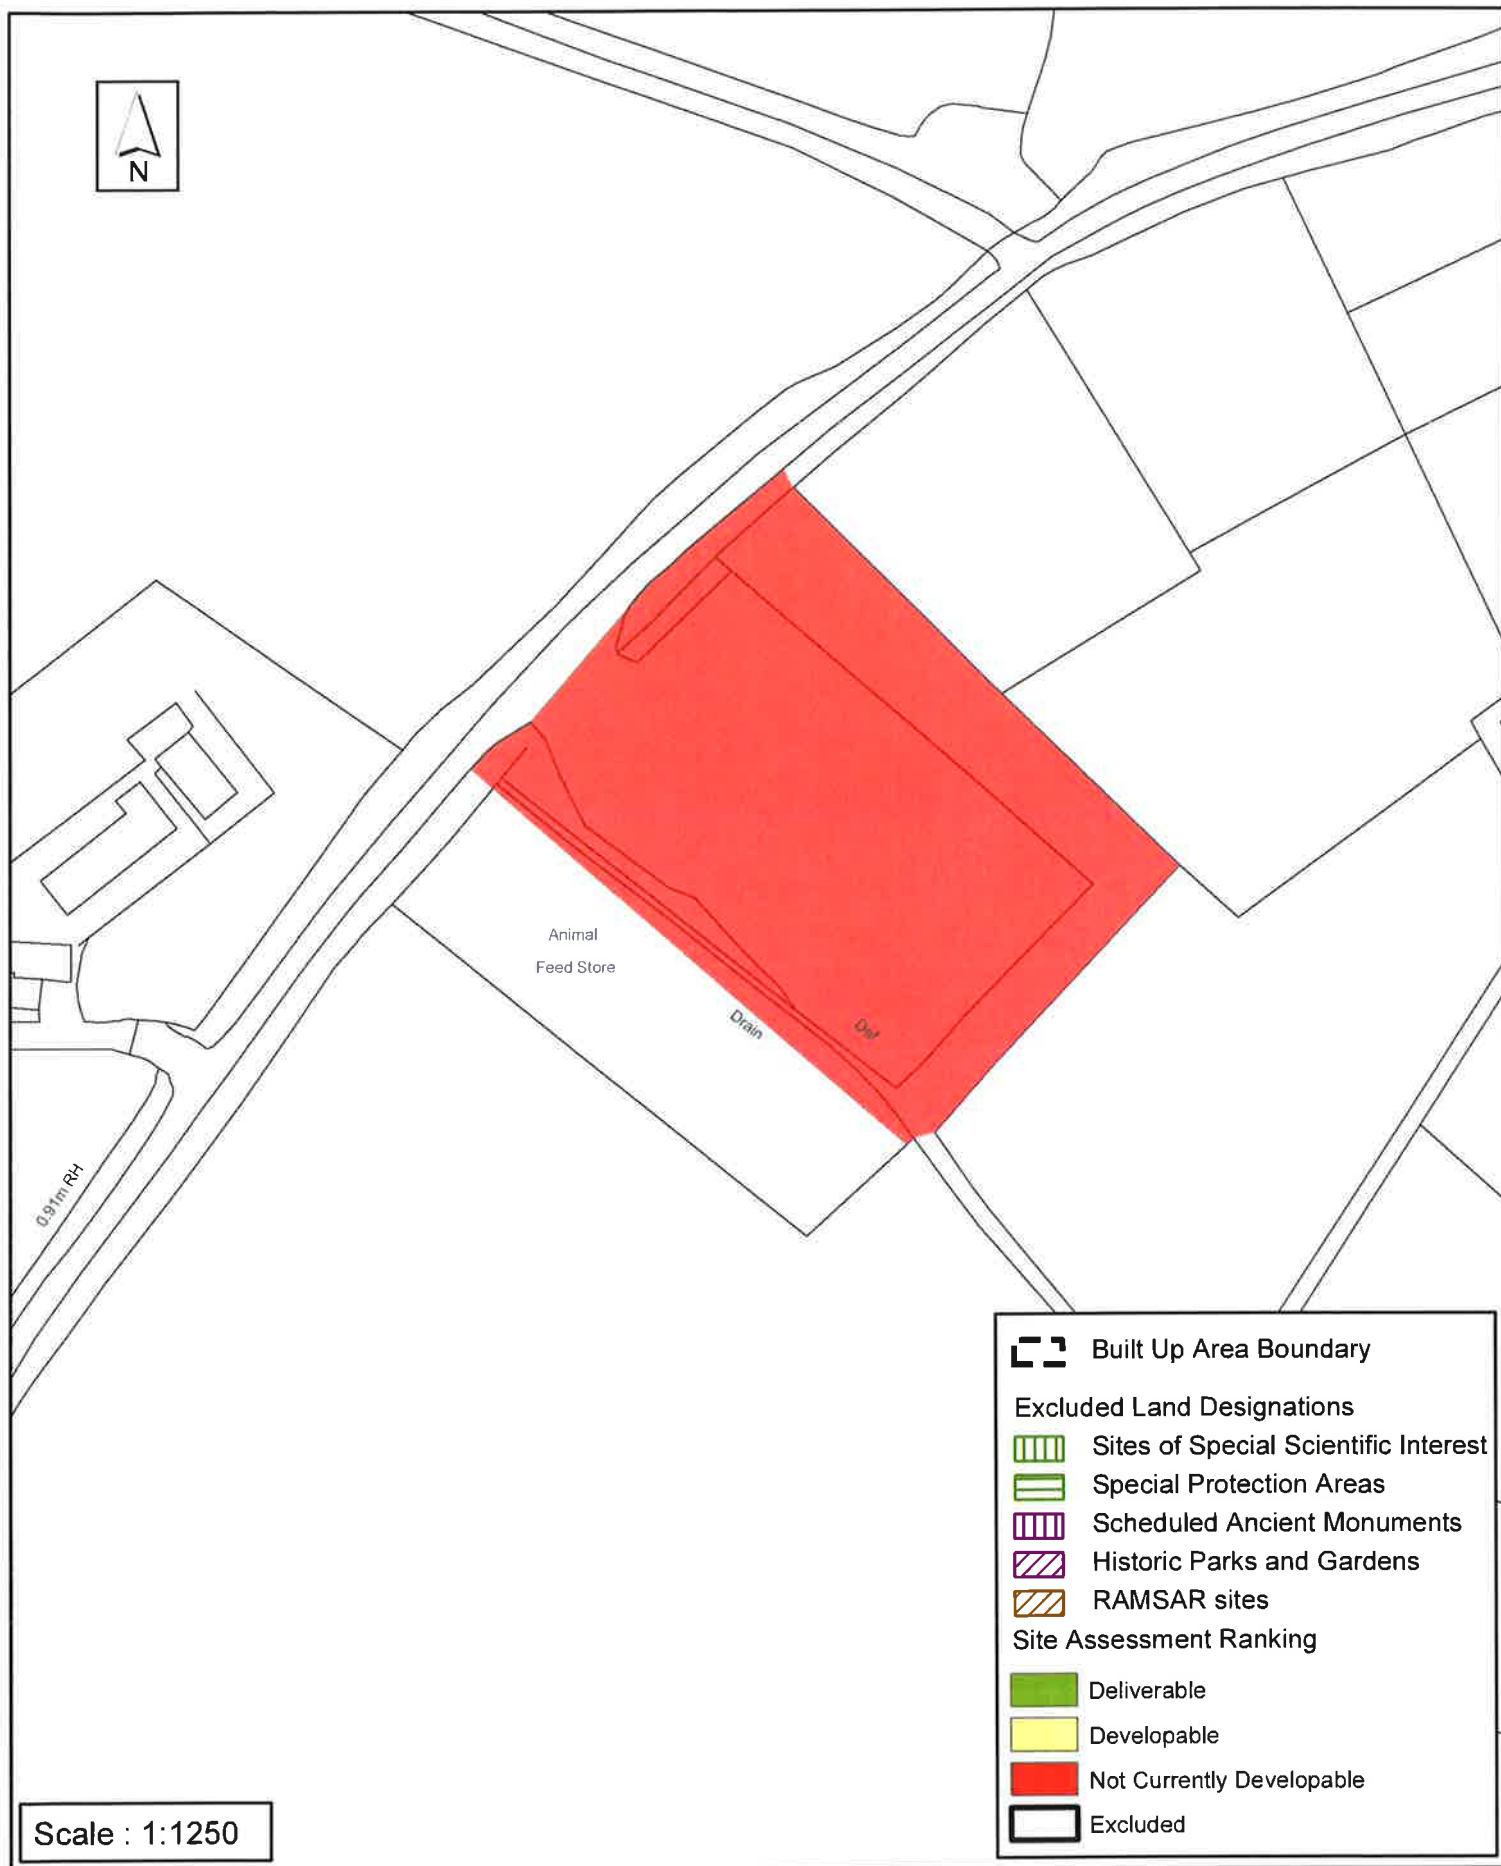 N
Animal
Feed Store
Drain
Def
0.91m RH
Built Up Area Boundary
Excluded Land Designations
Sites of Special Scientific Interest
Special Protection Areas
Scheduled Ancient Monuments
Historic Parks and Gardens
RAMSAR sites
Site Assessment Ranking
Deliverable
Developable
Not Currently Developable
Excluded
Scale : 1:1250